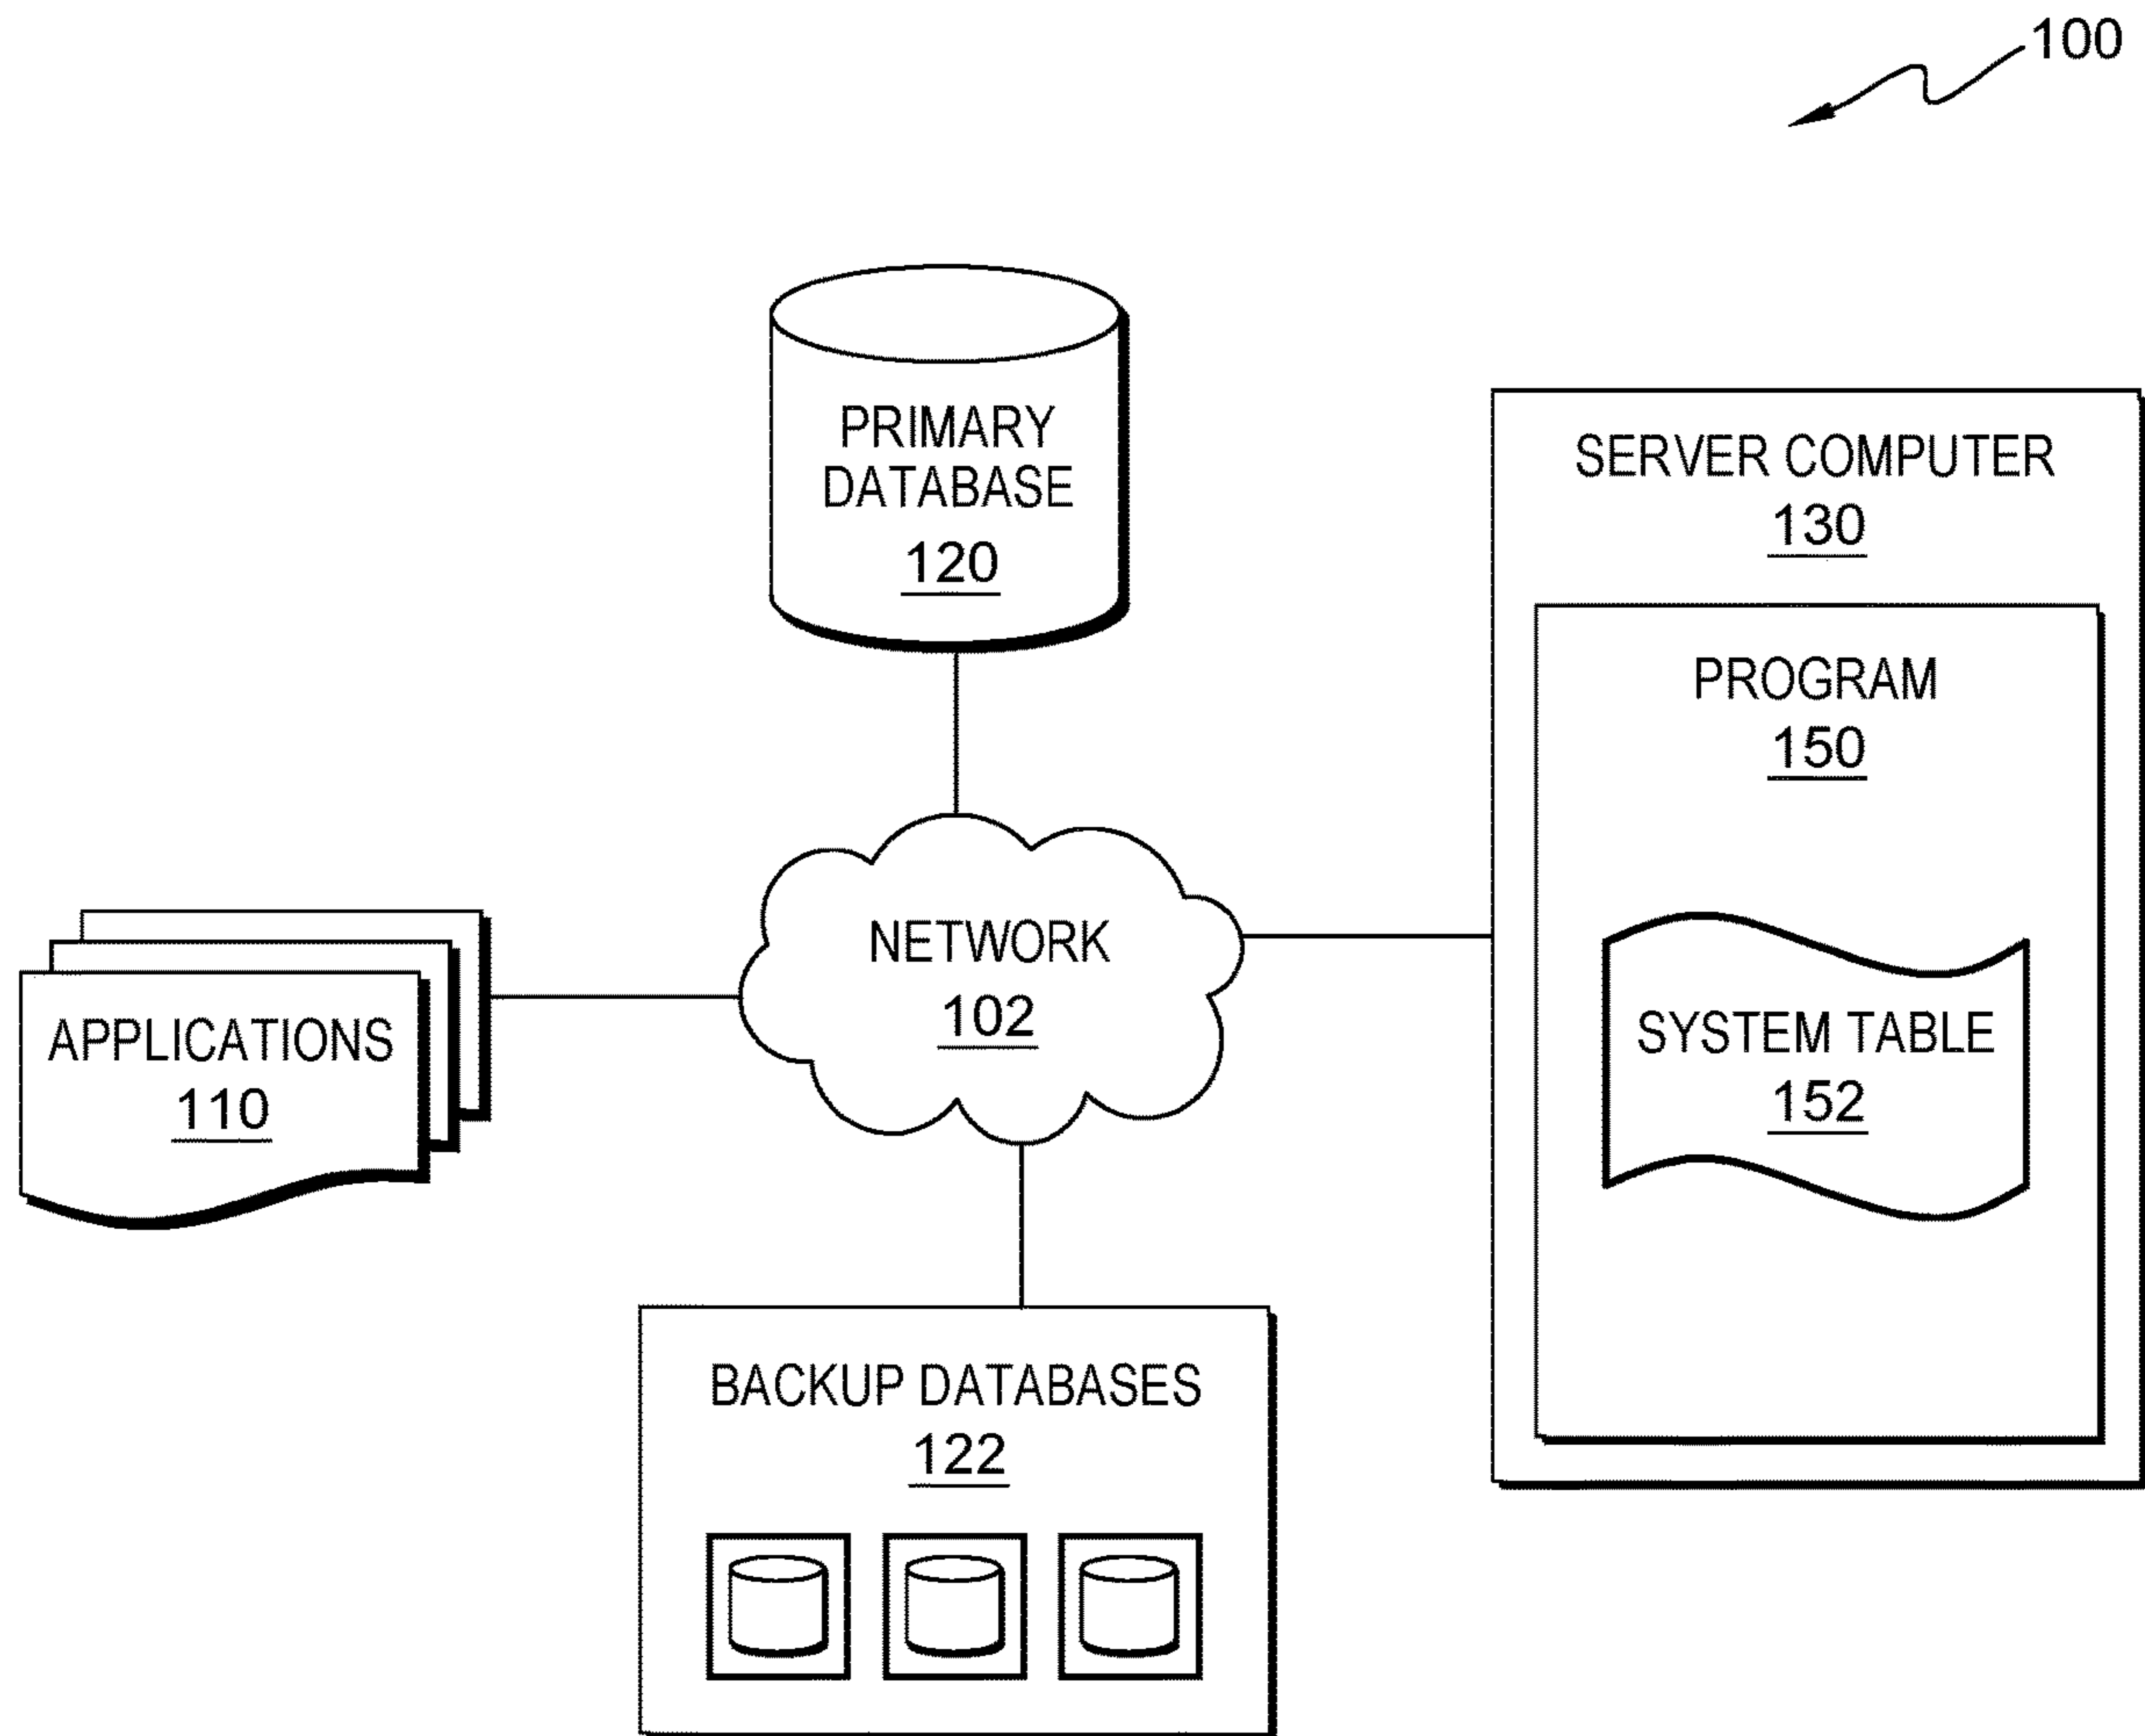 100
PRIMARY
DATABASE
120
SERVER COMPUTER
130
PROGRAM
150
SYSTEM TABLE
152
NETWORK
102
APPLICATIONS
110
BACKUP DATABASES
122